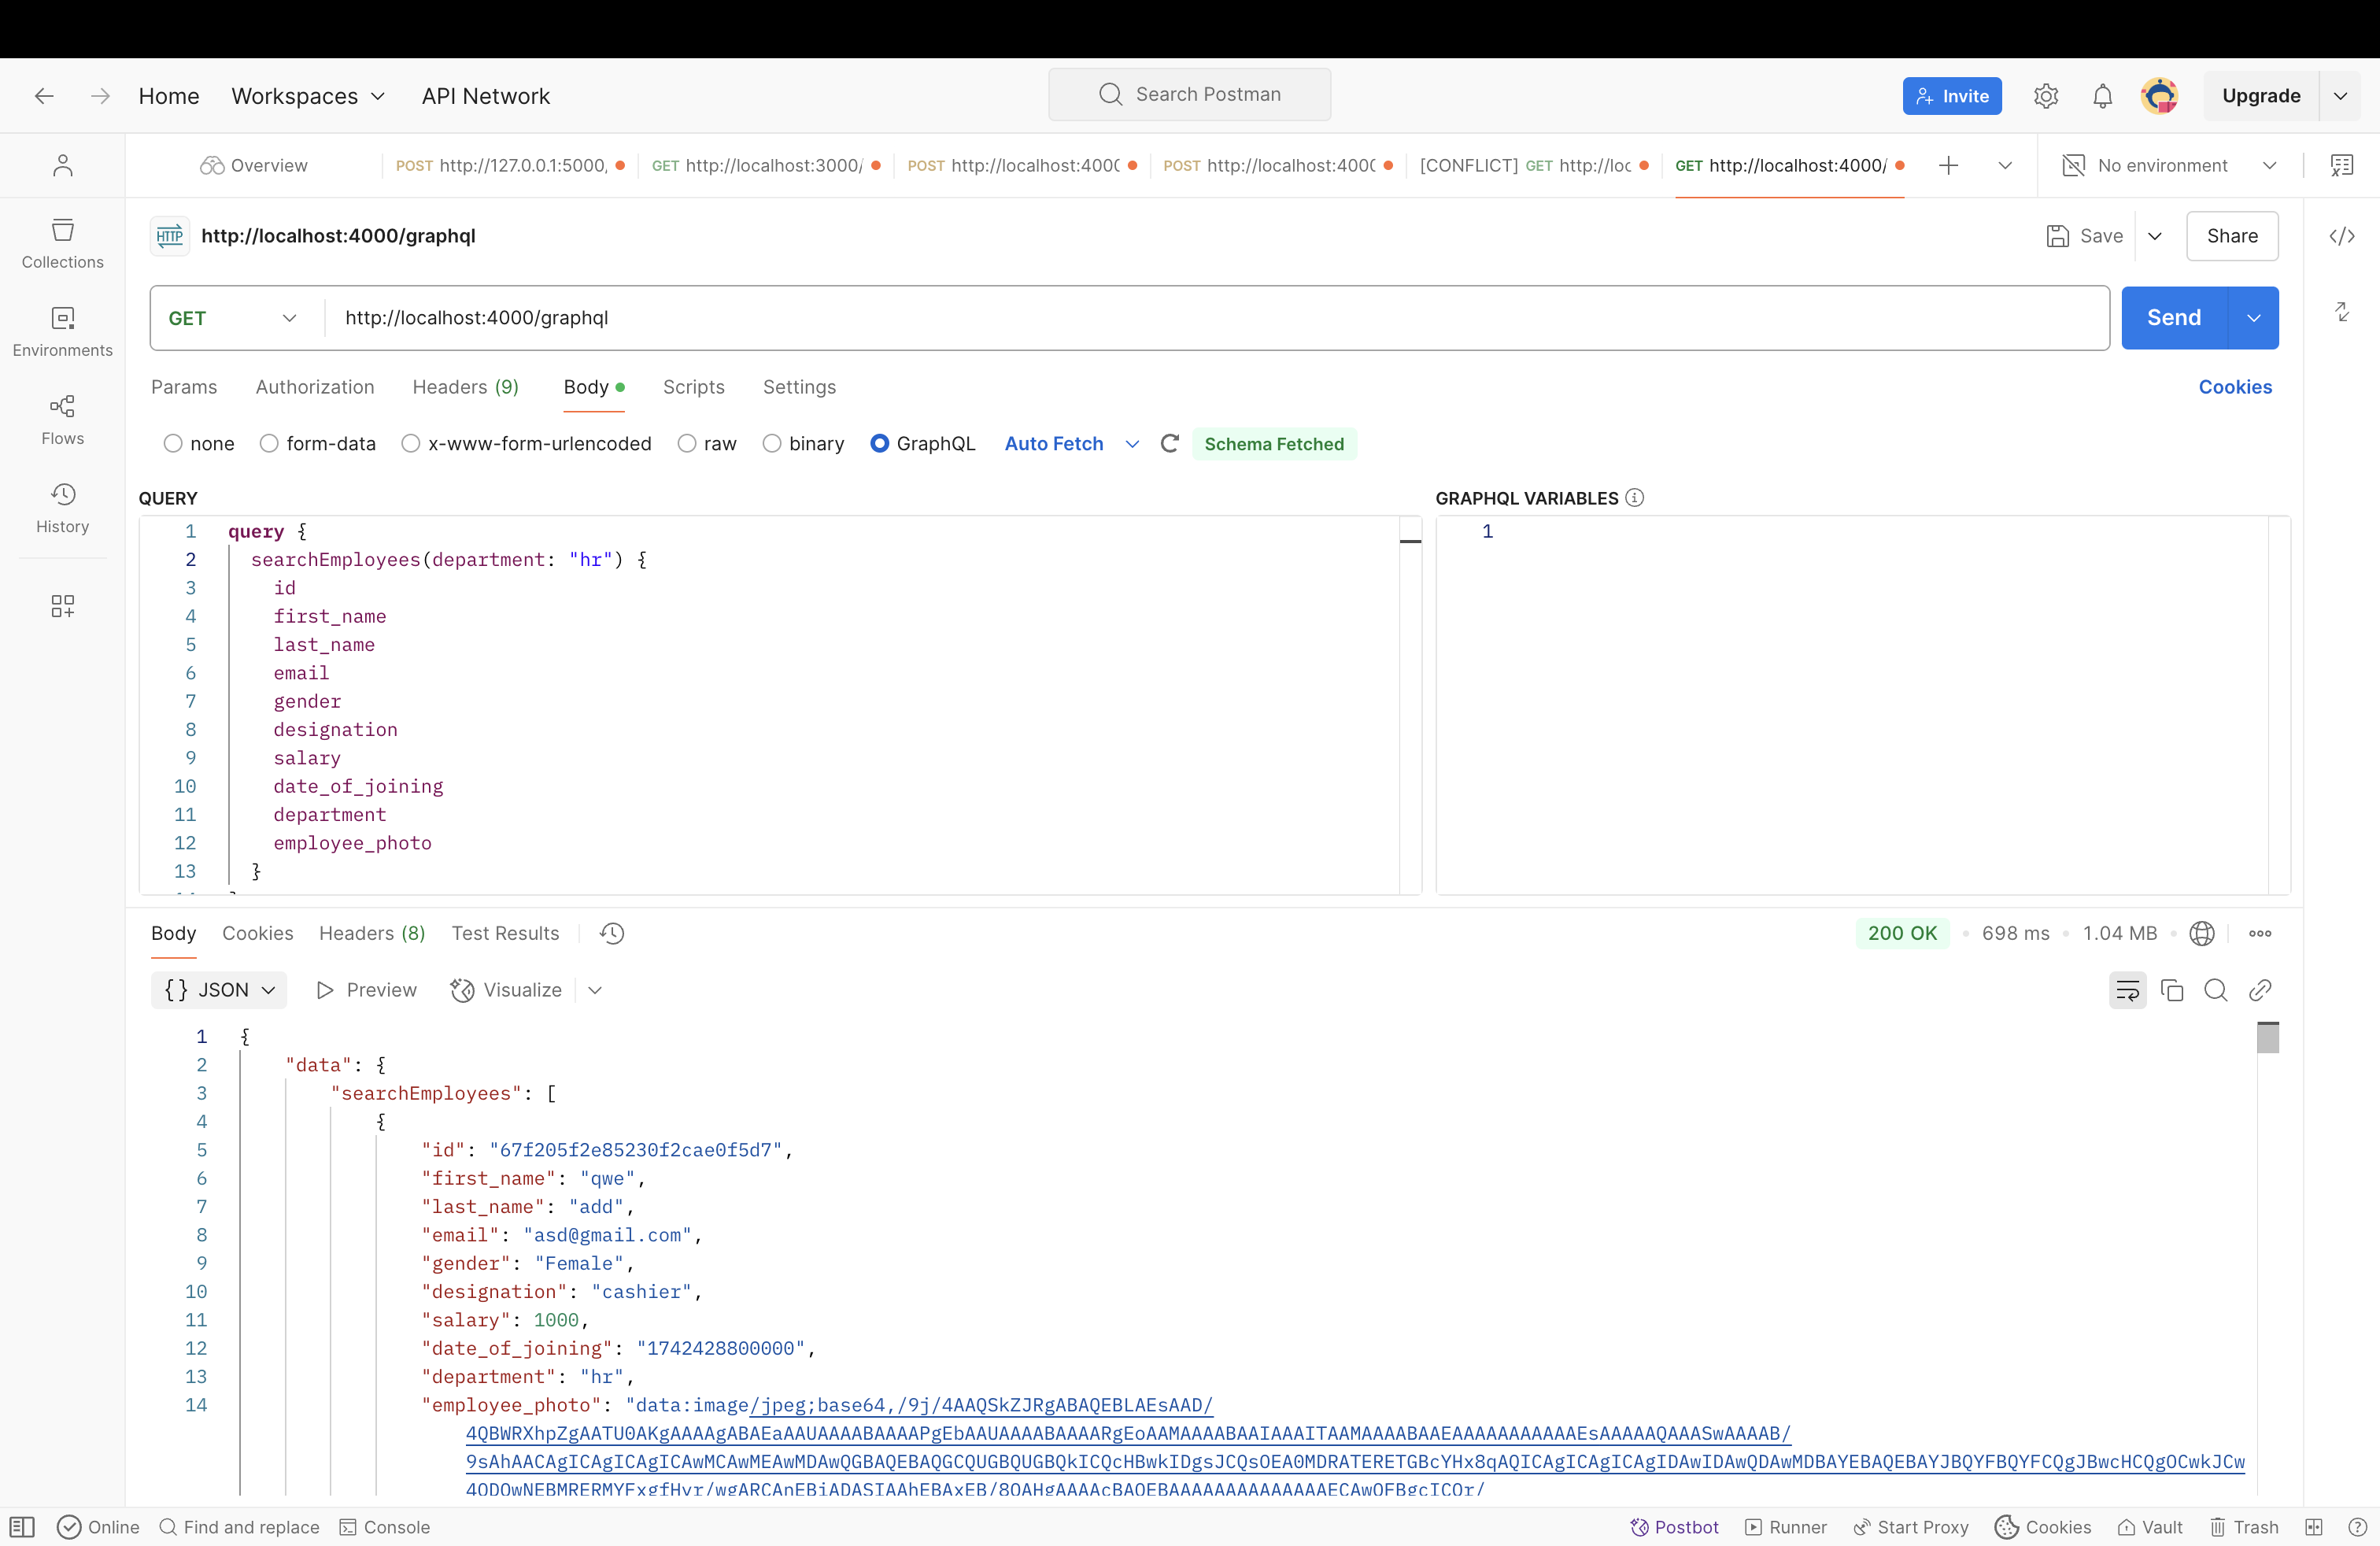 Home Workspaces API Network Search Postman Invite Upgrade
Overview POST http://127.0.0.1:5000, GET http://localhost:3000/ POST http://localhost:400 POST http://localhost:400 [CONFLICT] GET http://loc GET http://localhost:4000/ No environment
Collections
Environments
Flows
History
HTTP http://localhost:4000/graphql Save Share
GET http://localhost:4000/graphql Send
Params Authorization Headers (9) Body Scripts Settings Cookies
none form-data x-www-form-urlencoded raw binary GraphQL Auto Fetch Schema Fetched
QUERY
1 query {
2 searchEmployees(department: "hr") {
3 id
4 first_name
5 last_name
6 email
7 gender
8 designation
9 salary
10 date_of_joining
11 department
12 employee_photo
13 }
GRAPHQL VARIABLES
1
Body Cookies Headers (8) Test Results 200 OK 698 ms 1.04 MB
{} JSON Preview Visualize
1 {
2 "data": {
3 "searchEmployees": [
4 {
5 "id": "67f205f2e85230f2cae0f5d7",
6 "first_name": "qwe",
7 "last_name": "add",
8 "email": "asd@gmail.com",
9 "gender": "Female",
10 "designation": "cashier",
11 "salary": 1000,
12 "date_of_joining": "1742428800000",
13 "department": "hr",
14 "employee_photo": "data:image/jpeg;base64,/9j/4AAQSkZJRgABAQEBLAEsAAD/
4QBWRXhpZgAATU0AKgAAAAgABAEaAAUAAAABAAAAPgEbAAUAAAABAAAARgEoAAMAAAABAAIAAAITAAMAAAABAAEAAAAAAAAAAAEsAAAAAQAAASwAAAAB/
9sAhAACAgICAgICAgICAwMCAwMEAwMDAwQGBAQEBAQGCQUGBQUGBQkICQcHBwkIDgsJCQsOEA0MDRATERETGBcYHx8qAQICAgICAgICAgIDAwIDAwQDAwMDBAYEBAQEBAYJBQYFBQYFCQgJBwcHCQgOCwkJCw
4QDQwNEBMRERMYFxgfHyr/wgARCAnEBiADASIAAhEBAxEB/8QAHgAAAAcBAQEBAAAAAAAAAAAAAAECAwQFBgcICQr/
Online Find and replace Console Postbot Runner Start Proxy Cookies Vault Trash